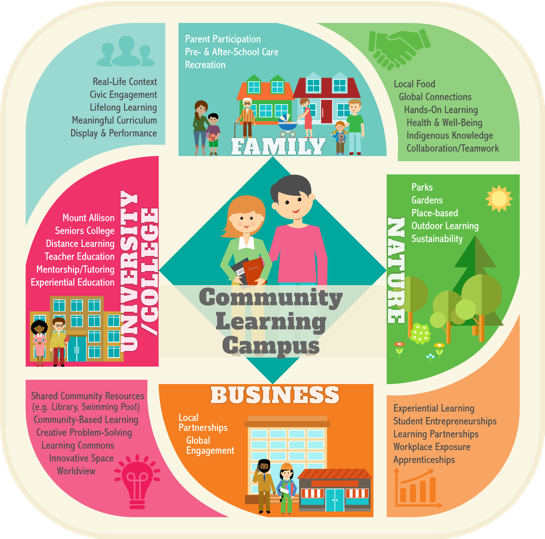 Parent Participation
Pre- & After-School Care
Recreation
FAMILY
Real-Life Context
Civic Engagement
Lifelong Learning
Meaningful Curriculum
Display & Performance
Local Food
Global Connections
Hands-On Learning
Health & Well-Being
Indigenous Knowledge
Collaboration/Teamwork
Mount Allison
Seniors College
Distance Learning
Teacher Education
Mentorship/Tutoring
Experiential Education
UNIVERSITY
/COLLEGE
Community
Learning
Campus
Parks
Gardens
Place-based
Outdoor Learning
Sustainability
NATURE
Shared Community Resources
(e.g. Library, Swimming Pool)
Community-Based Learning
Creative Problem-Solving
Learning Commons
Innovative Space
Worldview
BUSINESS
Local
Partnerships
Global
Engagement
Experiential Learning
Student Entrepreneurships
Learning Partnerships
Workplace Exposure
Apprenticeships